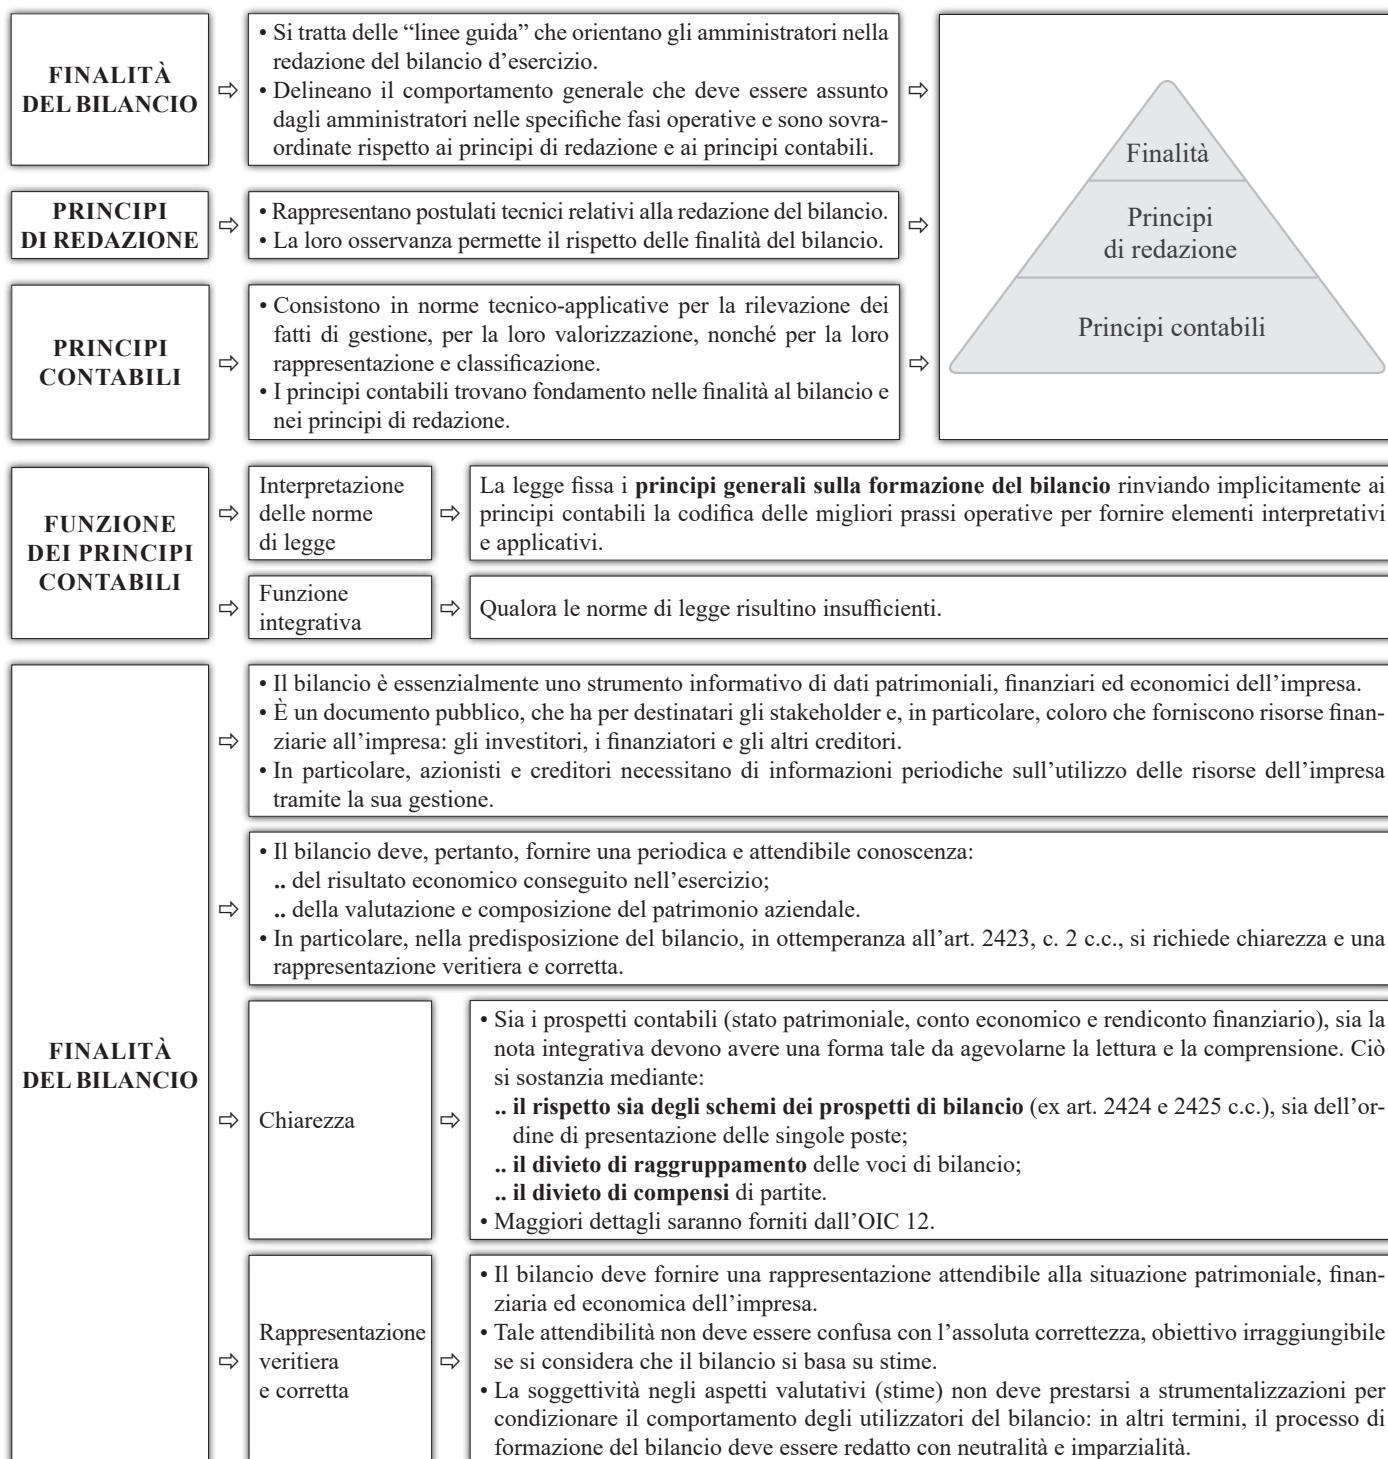 FINALITÀ
DEL BILANCIO
⇨
• Si tratta delle “linee guida” che orientano gli amministratori nella
redazione del bilancio d’esercizio.
• Delineano il comportamento generale che deve essere assunto
dagli amministratori nelle specifiche fasi operative e sono sovra-
ordinate rispetto ai principi di redazione e ai principi contabili.
⇨
PRINCIPI
DI REDAZIONE
⇨
• Rappresentano postulati tecnici relativi alla redazione del bilancio.
• La loro osservanza permette il rispetto delle finalità del bilancio.
⇨
PRINCIPI
CONTABILI
⇨
• Consistono in norme tecnico-applicative per la rilevazione dei
fatti di gestione, per la loro valorizzazione, nonché per la loro
rappresentazione e classificazione.
• I principi contabili trovano fondamento nelle finalità al bilancio e
nei principi di redazione.
⇨
Finalità
Principi
di redazione
Principi contabili
FUNZIONE
DEI PRINCIPI
CONTABILI
⇨
Interpretazione
delle norme
di legge
⇨
La legge fissa i principi generali sulla formazione del bilancio rinviando implicitamente ai
principi contabili la codifica delle migliori prassi operative per fornire elementi interpretativi
e applicativi.
⇨
Funzione
integrativa
⇨
Qualora le norme di legge risultino insufficienti.
FINALITÀ
DEL BILANCIO
⇨
• Il bilancio è essenzialmente uno strumento informativo di dati patrimoniali, finanziari ed economici dell’impresa.
• È un documento pubblico, che ha per destinatari gli stakeholder e, in particolare, coloro che forniscono risorse finan-
ziarie all’impresa: gli investitori, i finanziatori e gli altri creditori.
• In particolare, azionisti e creditori necessitano di informazioni periodiche sull’utilizzo delle risorse dell’impresa
tramite la sua gestione.
⇨
• Il bilancio deve, pertanto, fornire una periodica e attendibile conoscenza:
.. del risultato economico conseguito nell’esercizio;
.. della valutazione e composizione del patrimonio aziendale.
• In particolare, nella predisposizione del bilancio, in ottemperanza all’art. 2423, c. 2 c.c., si richiede chiarezza e una
rappresentazione veritiera e corretta.
⇨
Chiarezza
⇨
• Sia i prospetti contabili (stato patrimoniale, conto economico e rendiconto finanziario), sia la
nota integrativa devono avere una forma tale da agevolarne la lettura e la comprensione. Ciò
si sostanzia mediante:
.. il rispetto sia degli schemi dei prospetti di bilancio (ex art. 2424 e 2425 c.c.), sia dell’or-
dine di presentazione delle singole poste;
.. il divieto di raggruppamento delle voci di bilancio;
.. il divieto di compensi di partite.
• Maggiori dettagli saranno forniti dall’OIC 12.
⇨
Rappresentazione
veritiera
e corretta
⇨
• Il bilancio deve fornire una rappresentazione attendibile alla situazione patrimoniale, finan-
ziaria ed economica dell’impresa.
• Tale attendibilità non deve essere confusa con l’assoluta correttezza, obiettivo irraggiungibile
se si considera che il bilancio si basa su stime.
• La soggettività negli aspetti valutativi (stime) non deve prestarsi a strumentalizzazioni per
condizionare il comportamento degli utilizzatori del bilancio: in altri termini, il processo di
formazione del bilancio deve essere redatto con neutralità e imparzialità.